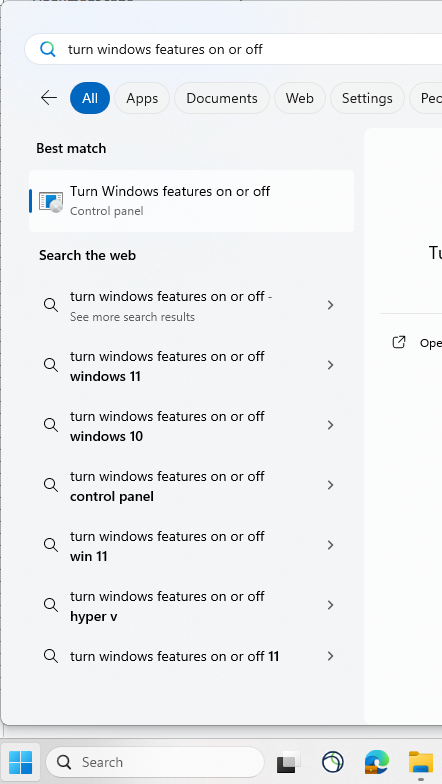 turn windows features on or off
All
Apps
Documents
Web
Settings
Best match
Turn Windows features on or off
Control panel
Search the web
turn windows features on or off -
See more search results
turn windows features on or off
windows 11
turn windows features on or off
windows 10
turn windows features on or off
control panel
turn windows features on or off
win 11
turn windows features on or off
hyper v
turn windows features on or off 11
Search